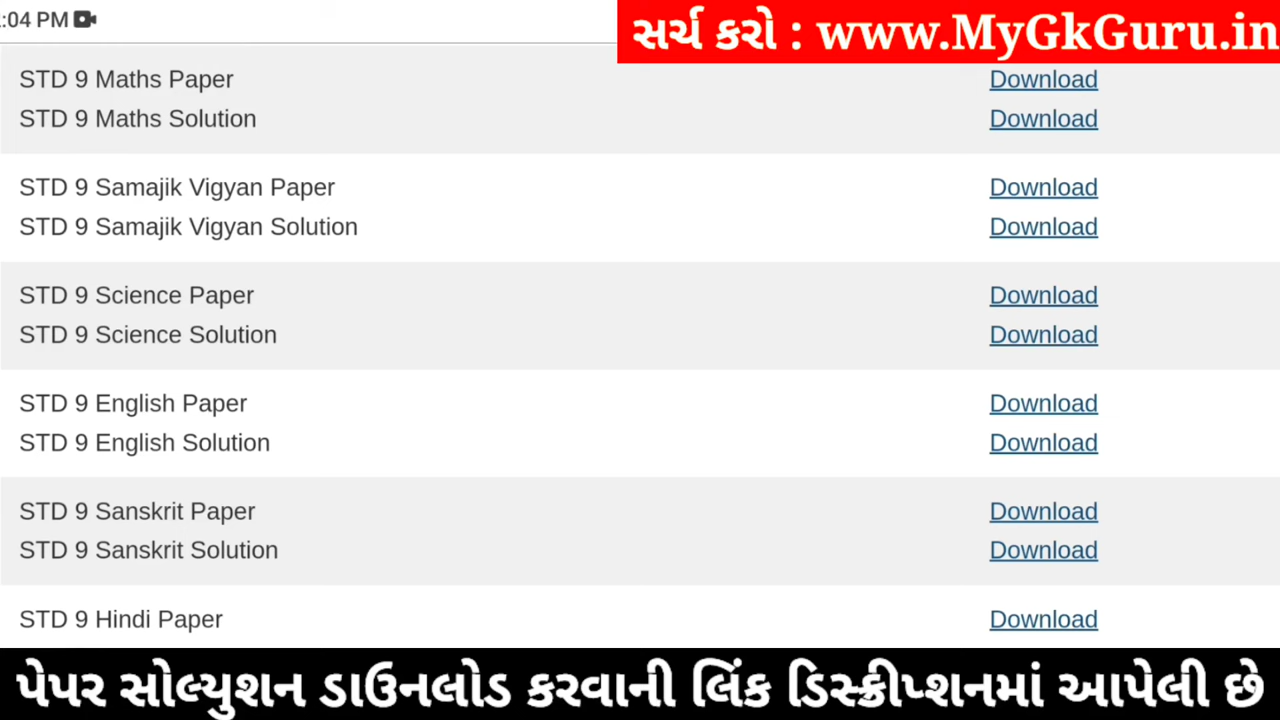 :04 PM
સર્ચ કરો : www.MyGkGuru.in
STD 9 Maths Paper Download
STD 9 Maths Solution Download
STD 9 Samajik Vigyan Paper Download
STD 9 Samajik Vigyan Solution Download
STD 9 Science Paper Download
STD 9 Science Solution Download
STD 9 English Paper Download
STD 9 English Solution Download
STD 9 Sanskrit Paper Download
STD 9 Sanskrit Solution Download
STD 9 Hindi Paper Download
પેપર સોલ્યુશન ડાઉનલોડ કરવાની લિંક ડિસ્ક્રીપ્શનમાં આપેલી છે